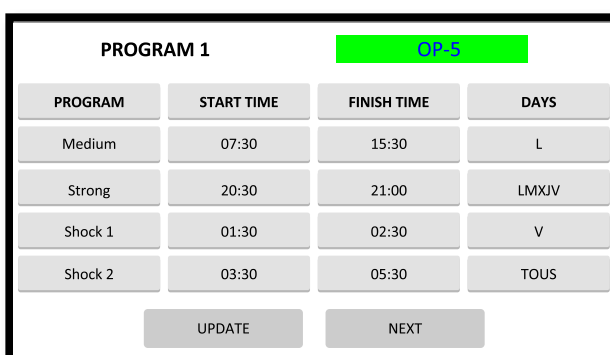 PROGRAM 1 OP-5
PROGRAM START TIME FINISH TIME DAYS
Medium 07:30 15:30 L
Strong 20:30 21:00 LMXJV
Shock 1 01:30 02:30 V
Shock 2 03:30 05:30 TOUS
UPDATE NEXT